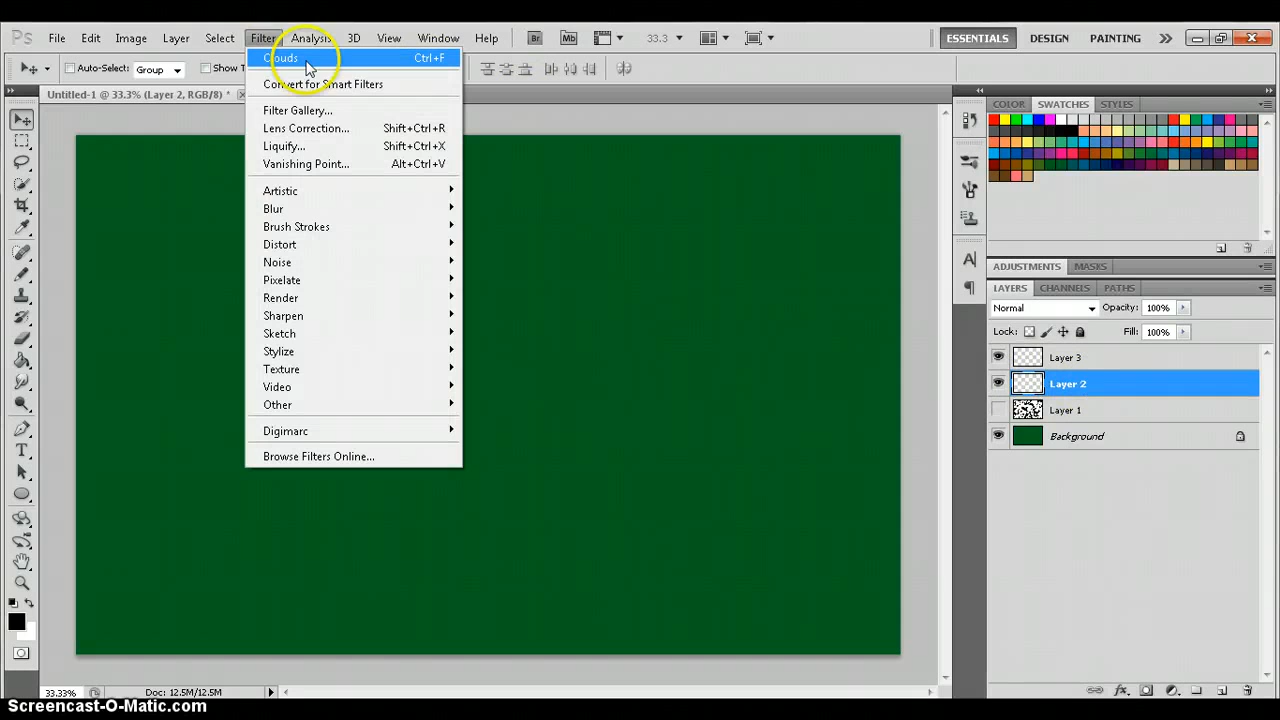 Ps File Edit Image Layer Select Filter Analysis 3D View Window Help Br Mb 33.3 ESSENTIALS DESIGN PAINTING
Auto-Select: Group Show T
Untitled-1 @ 33.3% (Layer 2, RGB/8) *
Clouds Ctrl+F
Convert for Smart Filters
Filter Gallery...
Lens Correction... Shift+Ctrl+R
Liquify... Shift+Ctrl+X
Vanishing Point... Alt+Ctrl+V
Artistic
Blur
Brush Strokes
Distort
Noise
Pixelate
Render
Sharpen
Sketch
Stylize
Texture
Video
Other
Digimarc
Browse Filters Online...
COLOR SWATCHES STYLES
ADJUSTMENTS MASKS
LAYERS CHANNELS PATHS
Normal Opacity: 100%
Lock: Fill: 100%
Layer 3
Layer 2
Layer 1
Background
33.33% Doc: 12.5M/12.5M
Screencast-O-Matic.com